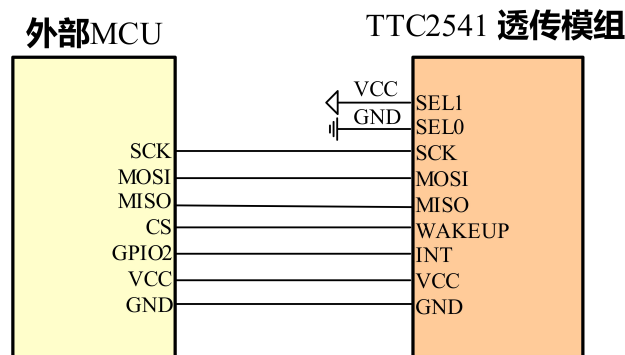 外部MCU
TTC2541 透传模组
VCC
SEL1
GND
SEL0
SCK
SCK
MOSI
MOSI
MISO
MISO
CS
WAKEUP
GPIO2
INT
VCC
VCC
GND
GND